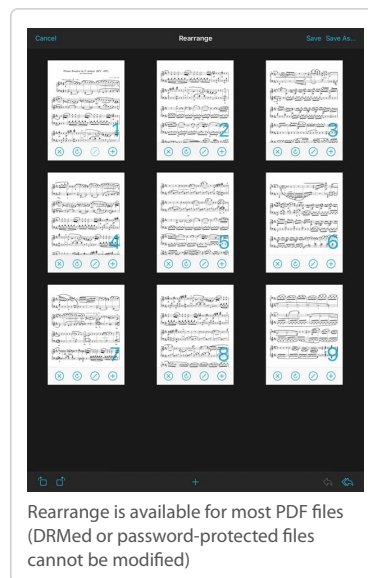 Cancel Rearrange Save Save As...
1 2 3
4 5 6
7 8 9
Rearrange is available for most PDF files
(DRMed or password-protected files
cannot be modified)